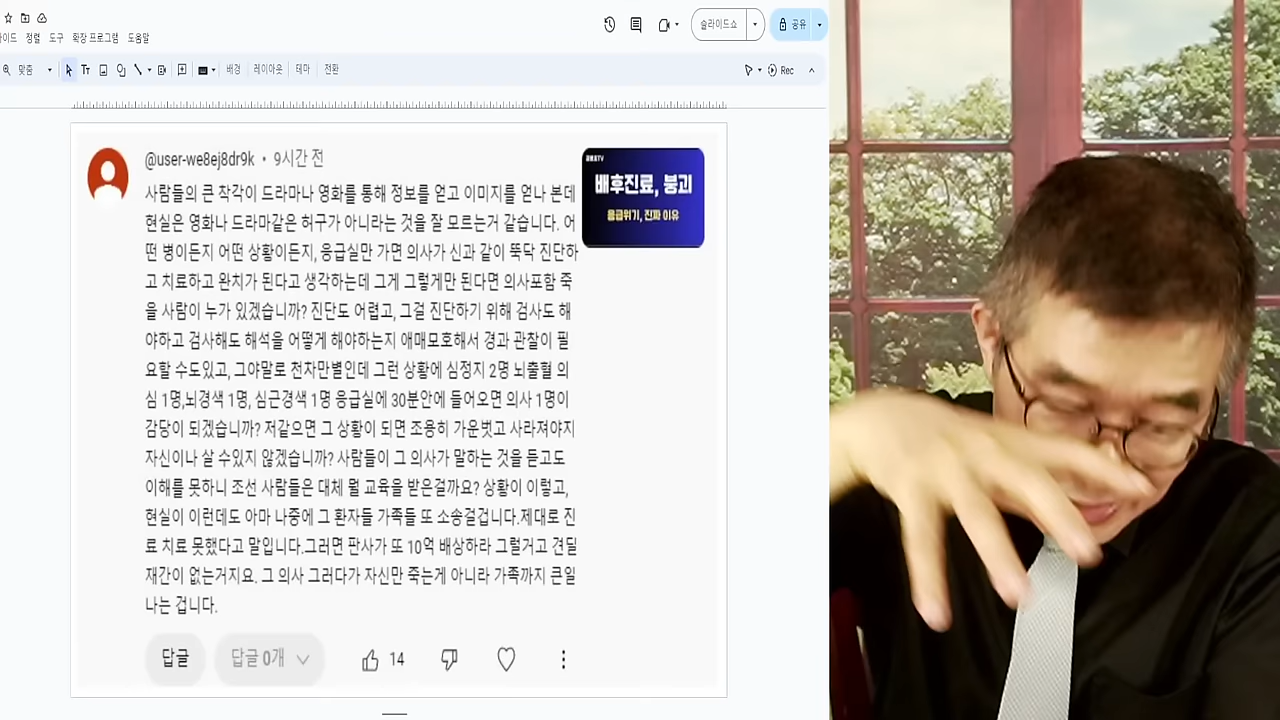 슬라이드쇼
공유
이드 정렬 도구 확장 프로그램 도움말
맞춤
Tт
배경 레이아웃 테마 전환
Rec
@user-we8ej8dr9k • 9시간 전
사람들의 큰 착각이 드라마나 영화를 통해 정보를 얻고 이미지를 얻나 본데
현실은 영화나 드라마같은 허구가 아니라는 것을 잘 모르는거 같습니다. 어
떤 병이든지 어떤 상황이든지, 응급실만 가면 의사가 신과 같이 뚝닥 진단하
고 치료하고 완치가 된다고 생각하는데 그게 그렇게만 된다면 의사포함 죽
을 사람이 누가 있겠습니까? 진단도 어렵고, 그걸 진단하기 위해 검사도 해
야하고 검사해도 해석을 어떻게 해야하는지 애매모호해서 경과 관찰이 필
요할 수도있고, 그야말로 천차만별인데 그런 상황에 심정지 2명 뇌출혈 의
심 1명,뇌경색 1명, 심근경색 1명 응급실에 30분안에 들어오면 의사 1명이
감당이 되겠습니까? 저같으면 그 상황이 되면 조용히 가운벗고 사라져야지
자신이나 살 수있지 않겠습니까? 사람들이 그 의사가 말하는 것을 듣고도
이해를 못하니 조선 사람들은 대체 뭘 교육을 받은걸까요? 상황이 이렇고,
현실이 이런데도 아마 나중에 그 환자들 가족들 또 소송걸겁니다.제대로 진
료 치료 못했다고 말입니다.그러면 판사가 또 10억 배상하라 그럴거고 견딜
재간이 없는거지요. 그 의사 그러다가 자신만 죽는게 아니라 가족까지 큰일
나는 겁니다.
배후진료, 붕괴
응급위기, 진짜 이유
답글
답글 0개
14